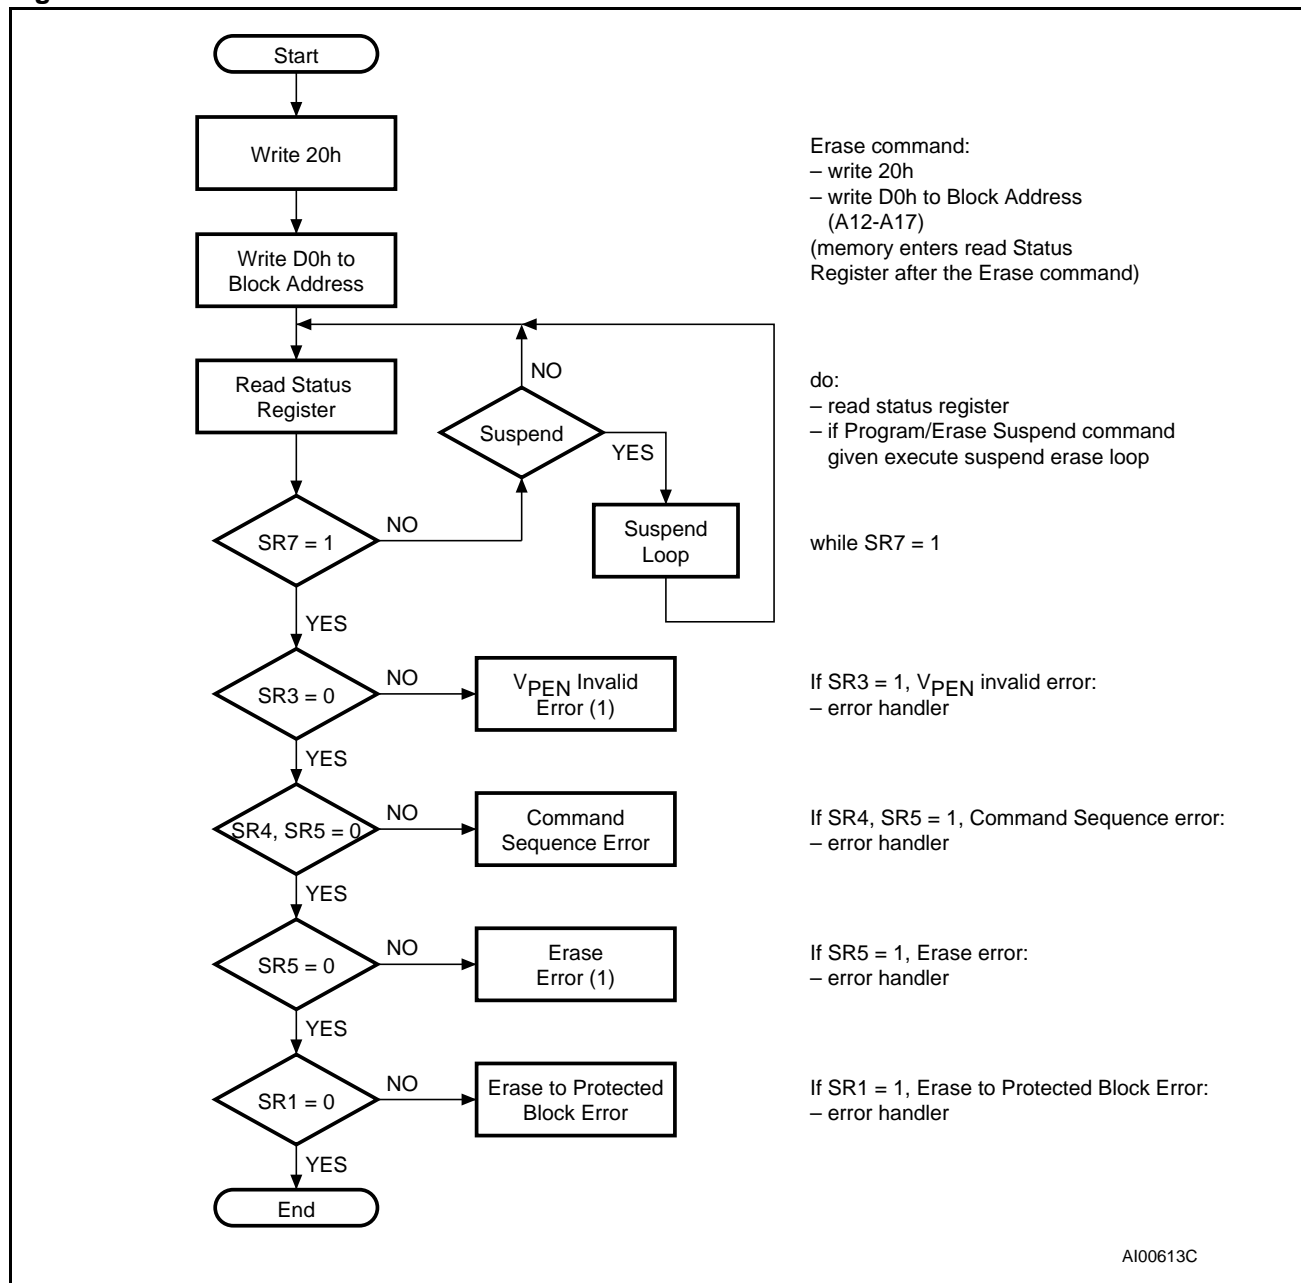 Start
Write 20h
Erase command:
– write 20h
– write D0h to Block Address
(A12-A17)
(memory enters read Status
Register after the Erase command)
Write D0h to
Block Address
Read Status
Register
NO
Suspend
YES
do:
– read status register
– if Program/Erase Suspend command
given execute suspend erase loop
SR7 = 1
NO
Suspend
Loop
while SR7 = 1
YES
SR3 = 0
NO
VPEN Invalid
Error (1)
If SR3 = 1, VPEN invalid error:
– error handler
YES
SR4, SR5 = 0
NO
Command
Sequence Error
If SR4, SR5 = 1, Command Sequence error:
– error handler
YES
SR5 = 0
NO
Erase
Error (1)
If SR5 = 1, Erase error:
– error handler
YES
SR1 = 0
NO
Erase to Protected
Block Error
If SR1 = 1, Erase to Protected Block Error:
– error handler
YES
End
AI00613C